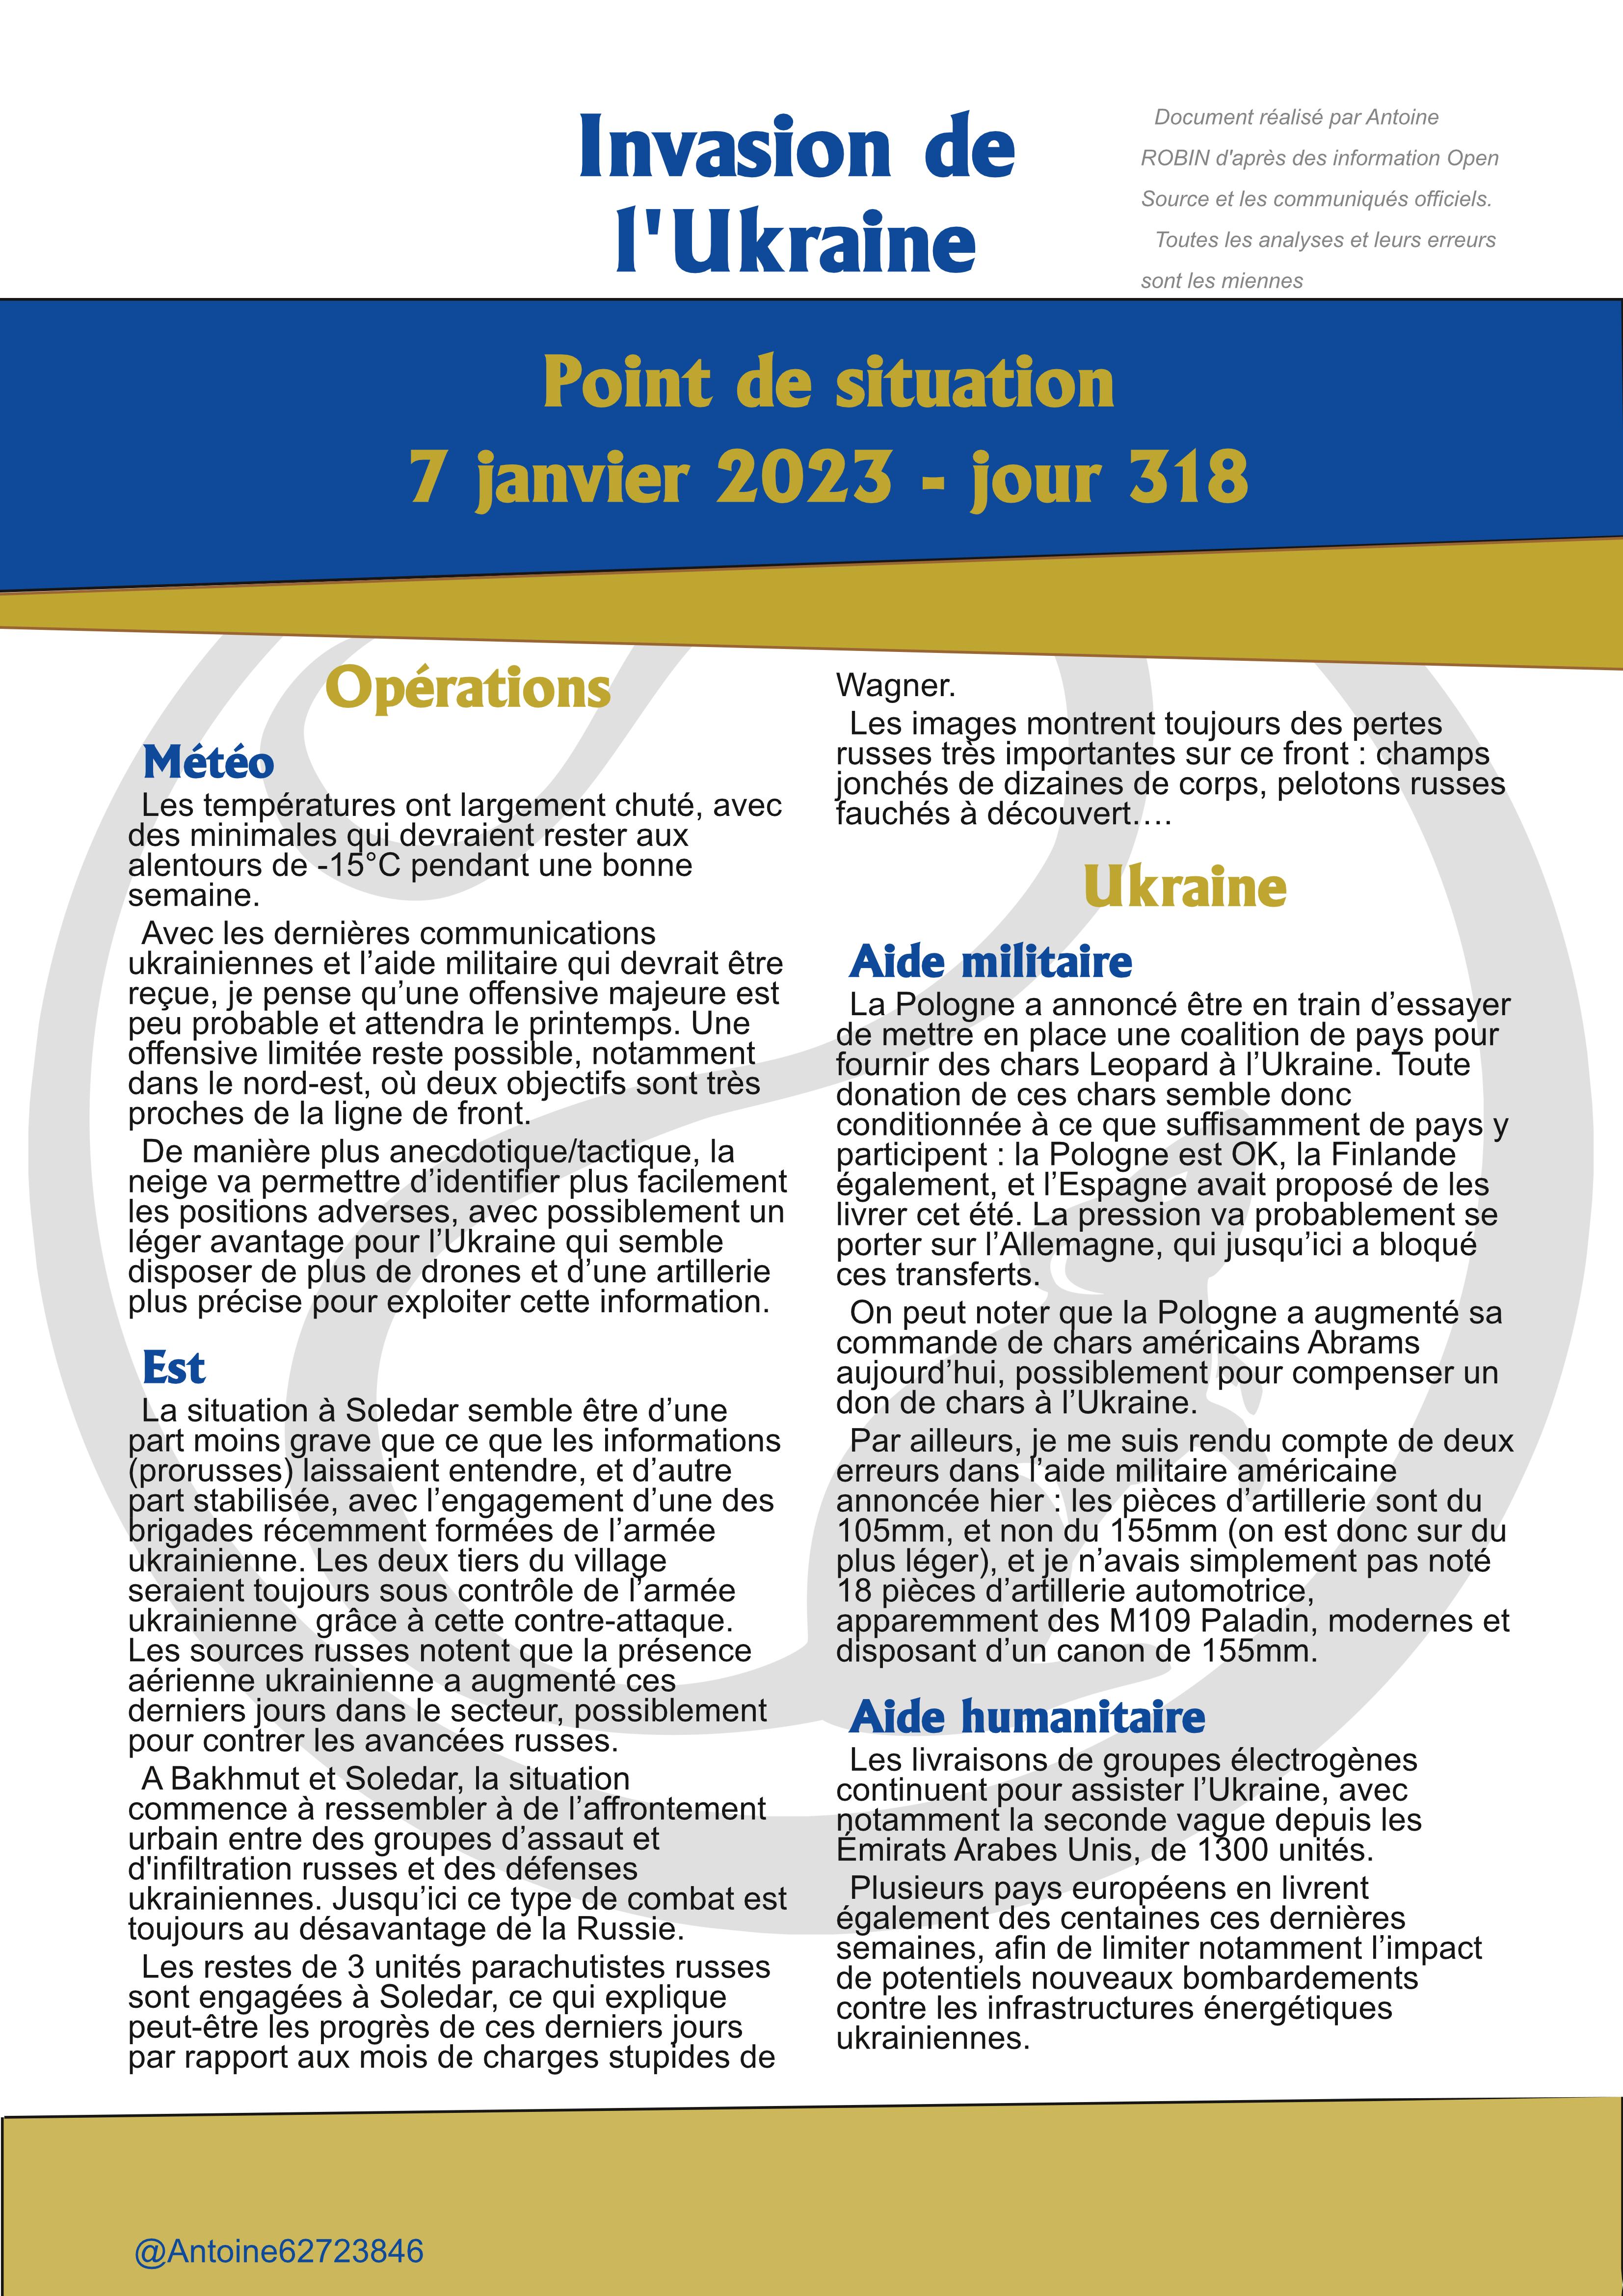 Invasion de
l'Ukraine
Document réalisé par Antoine
ROBIN d'après des information Open
Source et les communiqués officiels.
Toutes les analyses et leurs erreurs
sont les miennes
Point de situation
7 janvier 2023 - jour 318
Opérations
Météo
Les températures ont largement chuté, avec
des minimales qui devraient rester aux
alentours de -15°C pendant une bonne
semaine.
Avec les dernières communications
ukrainiennes et l’aide militaire qui devrait être
reçue, je pense qu’une offensive majeure est
peu probable et attendra le printemps. Une
offensive limitée reste possible, notamment
dans le nord-est, où deux objectifs sont très
proches de la ligne de front.
De manière plus anecdotique/tactique, la
neige va permettre d’identifier plus facilement
les positions adverses, avec possiblement un
léger avantage pour l’Ukraine qui semble
disposer de plus de drones et d’une artillerie
plus précise pour exploiter cette information.
Est
La situation à Soledar semble être d’une
part moins grave que ce que les informations
(prorusses) laissaient entendre, et d’autre
part stabilisée, avec l’engagement d’une des
brigades récemment formées de l’armée
ukrainienne. Les deux tiers du village
seraient toujours sous contrôle de l’armée
ukrainienne  grâce à cette contre-attaque.
Les sources russes notent que la présence
aérienne ukrainienne a augmenté ces
derniers jours dans le secteur, possiblement
pour contrer les avancées russes.
A Bakhmut et Soledar, la situation
commence à ressembler à de l’affrontement
urbain entre des groupes d’assaut et
d'infiltration russes et des défenses
ukrainiennes. Jusqu’ici ce type de combat est
toujours au désavantage de la Russie.
Les restes de 3 unités parachutistes russes
sont engagées à Soledar, ce qui explique
peut-être les progrès de ces derniers jours
par rapport aux mois de charges stupides de
Wagner.
Les images montrent toujours des pertes
russes très importantes sur ce front : champs
jonchés de dizaines de corps, pelotons russes
fauchés à découvert….
Ukraine
Aide militaire
La Pologne a annoncé être en train d’essayer
de mettre en place une coalition de pays pour
fournir des chars Leopard à l’Ukraine. Toute
donation de ces chars semble donc
conditionnée à ce que suffisamment de pays y
participent : la Pologne est OK, la Finlande
également, et l’Espagne avait proposé de les
livrer cet été. La pression va probablement se
porter sur l’Allemagne, qui jusqu’ici a bloqué
ces transferts.
On peut noter que la Pologne a augmenté sa
commande de chars américains Abrams
aujourd’hui, possiblement pour compenser un
don de chars à l’Ukraine.
Par ailleurs, je me suis rendu compte de deux
erreurs dans l’aide militaire américaine
annoncée hier : les pièces d’artillerie sont du
105mm, et non du 155mm (on est donc sur du
plus léger), et je n’avais simplement pas noté
18 pièces d’artillerie automotrice,
apparemment des M109 Paladin, modernes et
disposant d’un canon de 155mm.
Aide humanitaire
Les livraisons de groupes électrogènes
continuent pour assister l’Ukraine, avec
notamment la seconde vague depuis les
Émirats Arabes Unis, de 1300 unités.
Plusieurs pays européens en livrent
également des centaines ces dernières
semaines, afin de limiter notamment l’impact
de potentiels nouveaux bombardements
contre les infrastructures énergétiques
ukrainiennes.
@Antoine62723846